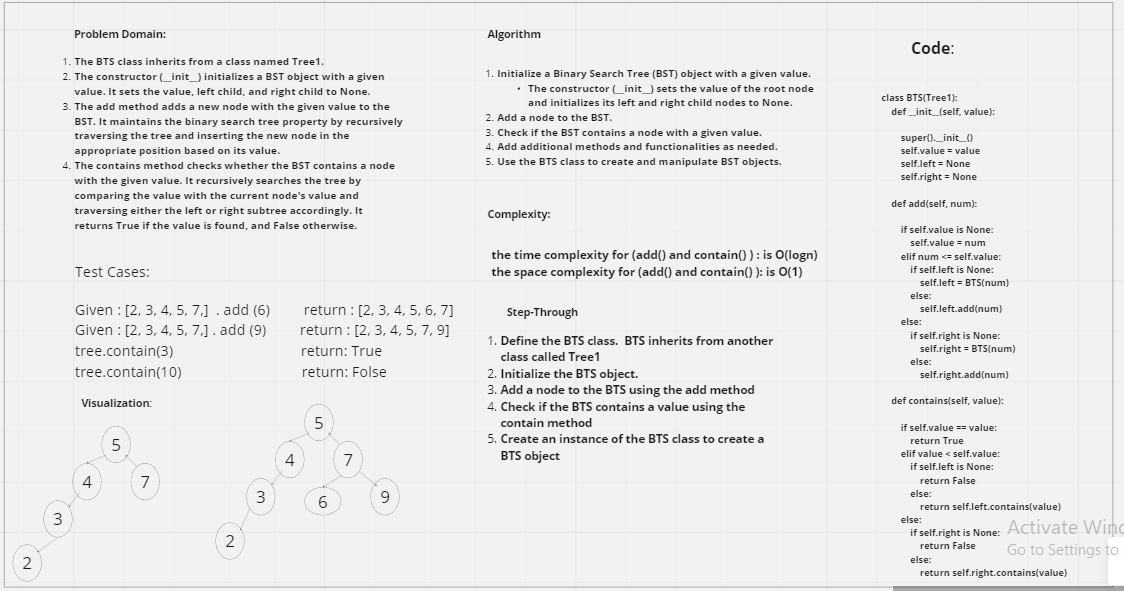 Problem Domain:
1. The BTS class inherits from a class named Tree1.
2. The constructor (__init__) initializes a BST object with a given
value. It sets the value, left child, and right child to None.
3. The add method adds a new node with the given value to the
BST. It maintains the binary search tree property by recursively
traversing the tree and inserting the new node in the
appropriate position based on its value.
4. The contains method checks whether the BST contains a node
with the given value. It recursively searches the tree by
comparing the value with the current node's value and
traversing either the left or right subtree accordingly. It
returns True if the value is found, and False otherwise.
Test Cases:
Given : [2, 3, 4, 5, 7,] . add (6) return : [2, 3, 4, 5, 6, 7]
Given : [2, 3, 4, 5, 7,] . add (9) return : [2, 3, 4, 5, 7, 9]
tree.contain(3) return: True
tree.contain(10) return: Folse
Visualization:
5
4 7
3
2
5
4 7
3 6 9
2
Algorithm
1. Initialize a Binary Search Tree (BST) object with a given value.
• The constructor (__init__) sets the value of the root node
and initializes its left and right child nodes to None.
2. Add a node to the BST.
3. Check if the BST contains a node with a given value.
4. Add additional methods and functionalities as needed.
5. Use the BTS class to create and manipulate BST objects.
Complexity:
the time complexity for (add() and contain() ) : is O(logn)
the space complexity for (add() and contain() ): is O(1)
Step-Through
1. Define the BTS class. BTS inherits from another
class called Tree1
2. Initialize the BTS object.
3. Add a node to the BTS using the add method
4. Check if the BTS contains a value using the
contain method
5. Create an instance of the BTS class to create a
BTS object
Code:
class BTS(Tree1):
def __init__(self, value):
super().__init__()
self.value = value
self.left = None
self.right = None
def add(self, num):
if self.value is None:
self.value = num
elif num <= self.value:
if self.left is None:
self.left = BTS(num)
else:
self.left.add(num)
else:
if self.right is None:
self.right = BTS(num)
else:
self.right.add(num)
def contains(self, value):
if self.value == value:
return True
elif value < self.value:
if self.left is None:
return False
else:
return self.left.contains(value)
else:
if self.right is None:
return False
else:
return self.right.contains(value)
Activate Wind
Go to Settings to